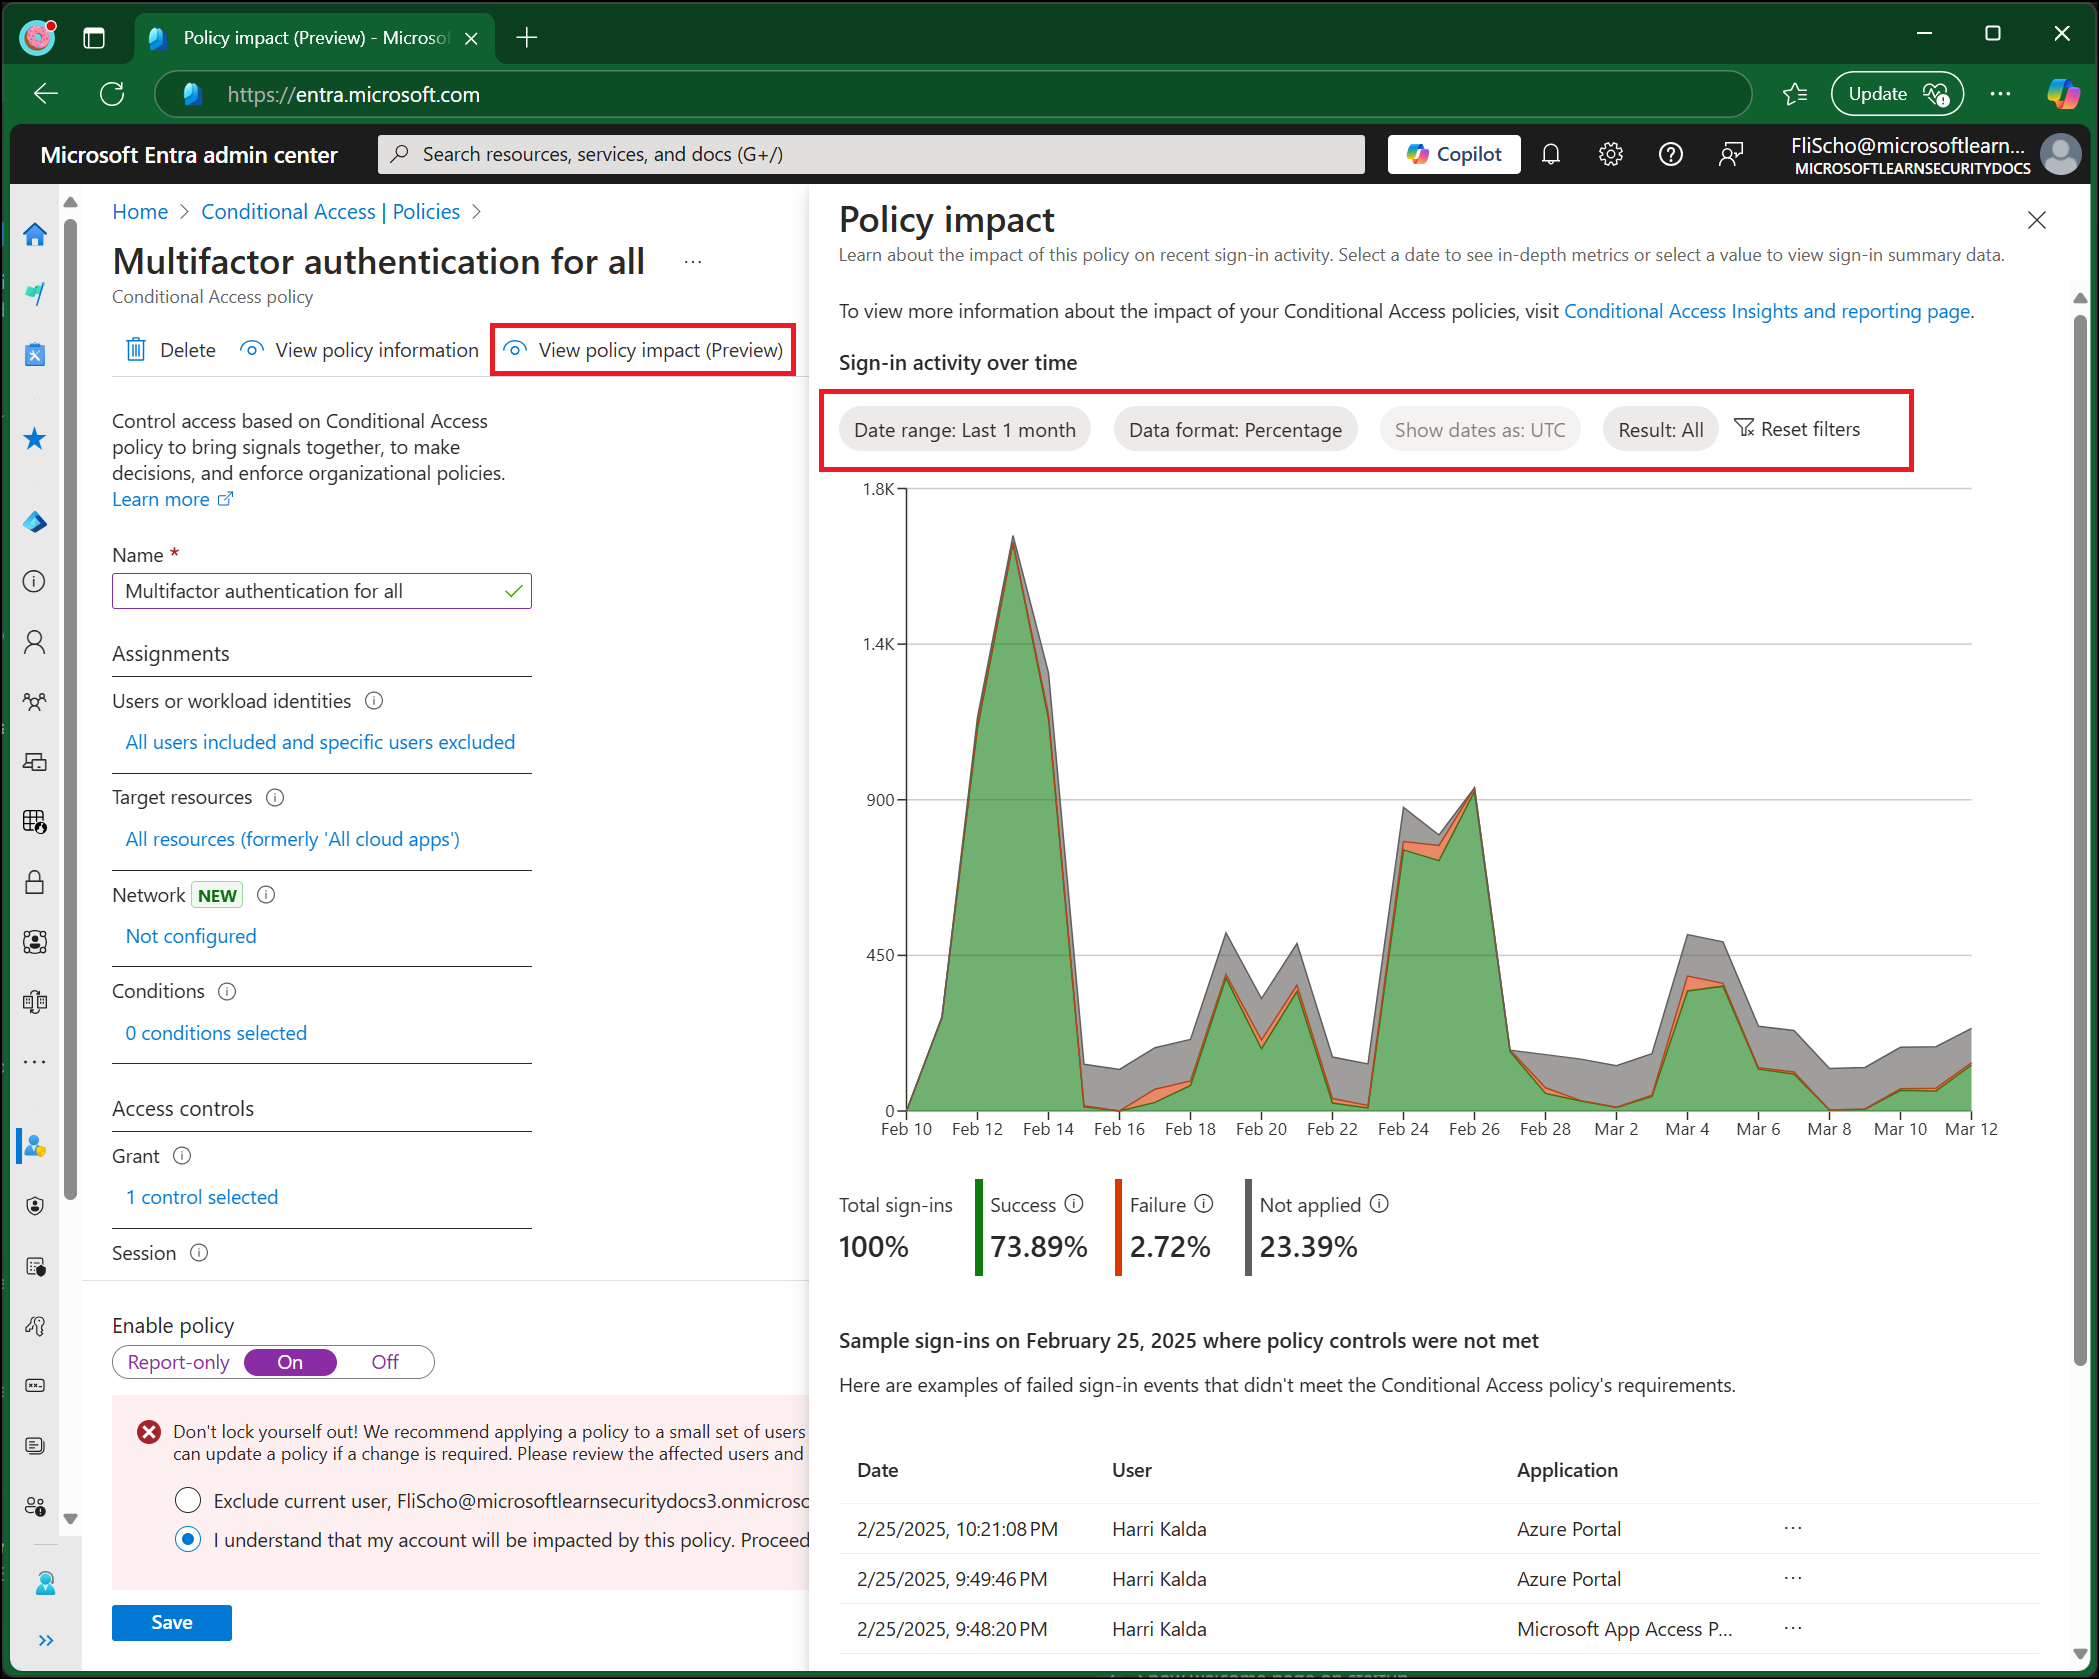 Policy impact (Preview) - Microsof
https://entra.microsoft.com
Update
Microsoft Entra admin center
Search resources, services, and docs (G+/)
Copilot
FliScho@microsoftlearn...
MICROSOFTLEARNSECURITYDOCS
Home > Conditional Access | Policies >
Multifactor authentication for all ...
Conditional Access policy
Delete
View policy information
View policy impact (Preview)
Control access based on Conditional Access
policy to bring signals together, to make
decisions, and enforce organizational policies.
Learn more
Name *
Multifactor authentication for all
Assignments
Users or workload identities
All users included and specific users excluded
Target resources
All resources (formerly 'All cloud apps')
Network NEW
Not configured
Conditions
0 conditions selected
Access controls
Grant
1 control selected
Session
Enable policy
Report-only On Off
Don't lock yourself out! We recommend applying a policy to a small set of users
can update a policy if a change is required. Please review the affected users and
Exclude current user, FliScho@microsoftlearnsecuritydocs3.onmicroso
I understand that my account will be impacted by this policy. Proceed
Save
Policy impact
Learn about the impact of this policy on recent sign-in activity. Select a date to see in-depth metrics or select a value to view sign-in summary data.
To view more information about the impact of your Conditional Access policies, visit Conditional Access Insights and reporting page.
Sign-in activity over time
Date range: Last 1 month
Data format: Percentage
Show dates as: UTC
Result: All
Reset filters
1.8K
1.4K
900
450
0
Feb 10 Feb 12 Feb 14 Feb 16 Feb 18 Feb 20 Feb 22 Feb 24 Feb 26 Feb 28 Mar 2 Mar 4 Mar 6 Mar 8 Mar 10 Mar 12
Total sign-ins Success Failure Not applied
100% 73.89% 2.72% 23.39%
Sample sign-ins on February 25, 2025 where policy controls were not met
Here are examples of failed sign-in events that didn't meet the Conditional Access policy's requirements.
Date User Application
2/25/2025, 10:21:08 PM Harri Kalda Azure Portal ...
2/25/2025, 9:49:46 PM Harri Kalda Azure Portal ...
2/25/2025, 9:48:20 PM Harri Kalda Microsoft App Access P... ...